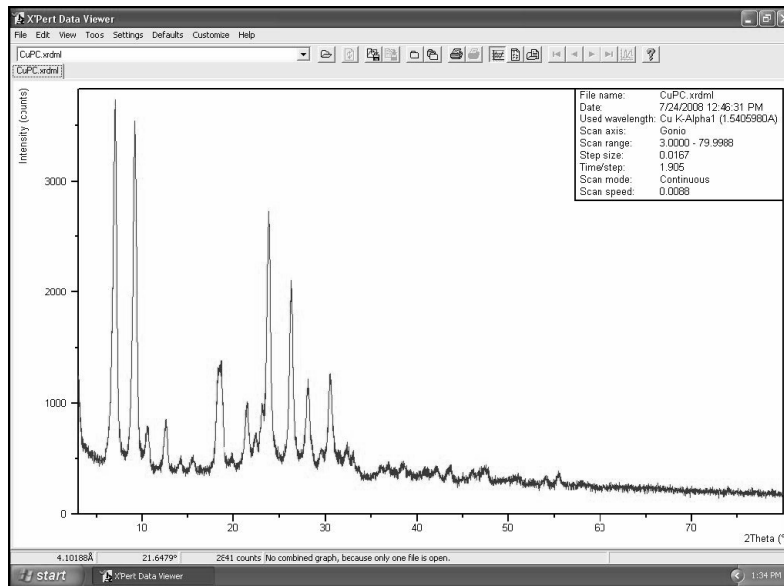 X'Pert Data Viewer
File Edit View Toos Settings Defaults Customize Help
CuPC.xrdml
CuPC.xrdml
Intensity (counts)
File name: CuPC.xrdml
Date: 7/24/2008 12:46:31 PM
Used wavelength: Cu K-Alpha1 (1.5405980A)
Scan axis: Gonio
Scan range: 3.0000 - 79.9988
Step size: 0.0167
Time/step: 1.905
Scan mode: Continuous
Scan speed: 0.0088
3000
2000
1000
0
10 20 30 40 50 60 70
2Theta (°
4.10188Å 21.6479° 2841 counts No combined graph, because only one file is open.
start X'Pert Data Viewer 1:34 PM